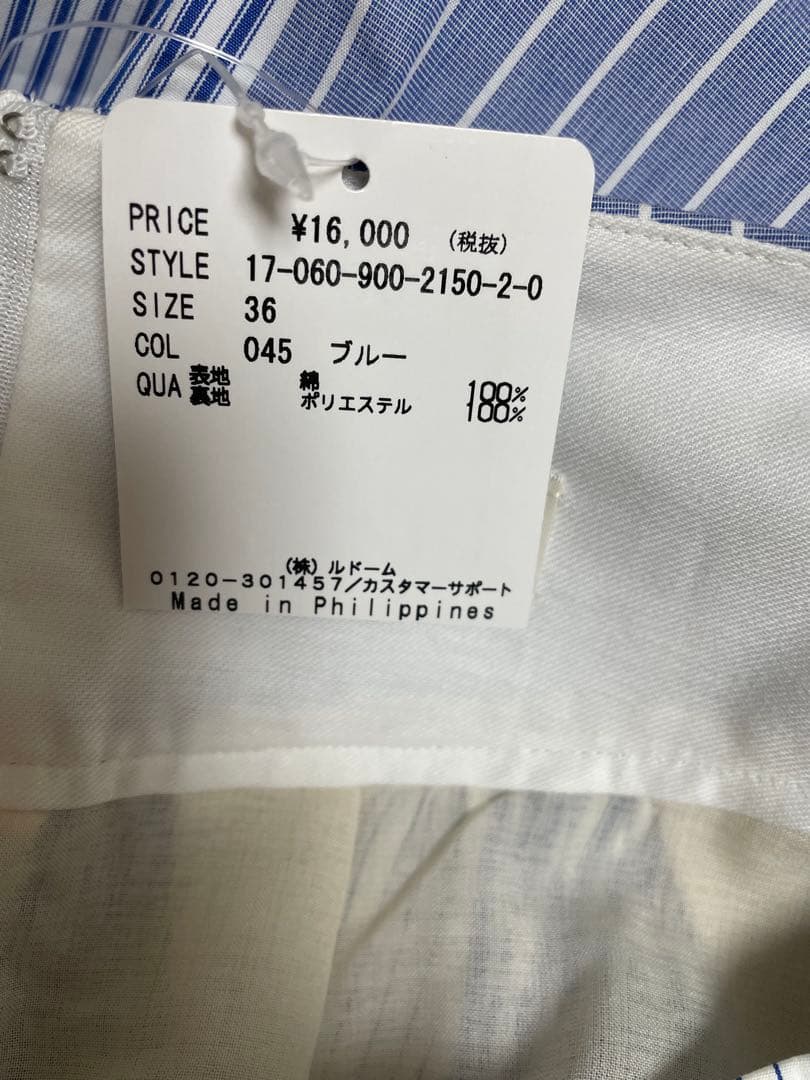 PRICE ¥16,000 (税抜)
STYLE 17-060-900-2150-2-0
SIZE 36
COL 045 ブルー
QUA 表地 綿 100%
裏地 ポリエステル 100%
(株)ルドーム
0120-301457/カスタマーサポート
Made in Philippines